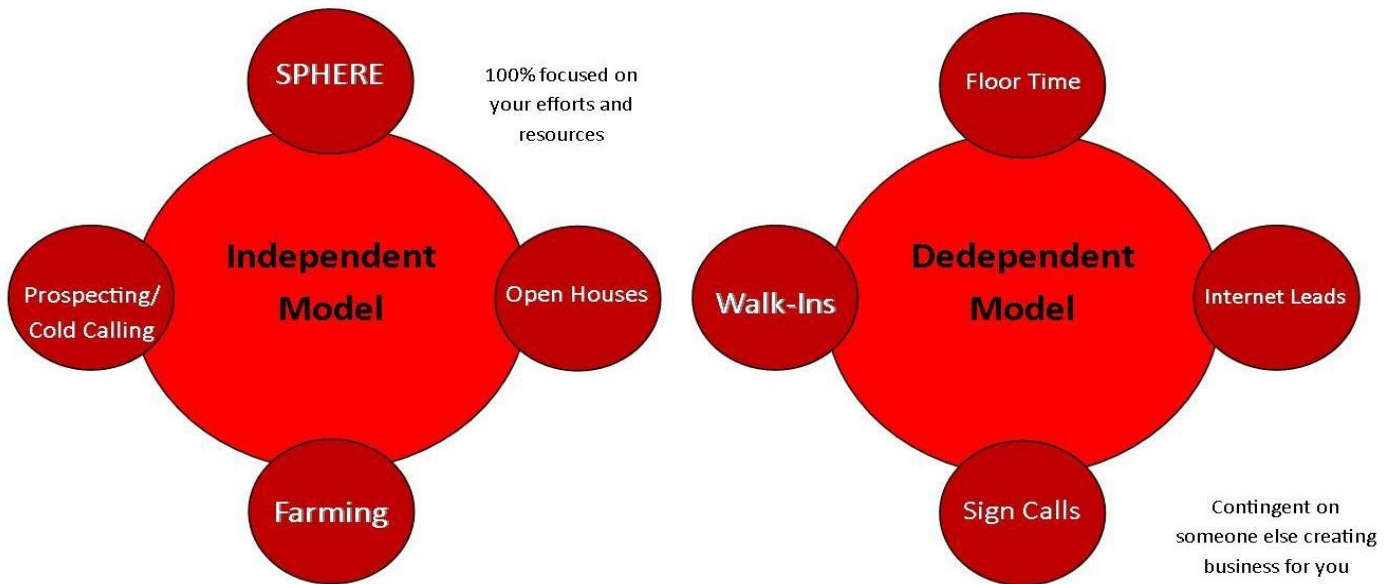 SPHERE
100% focused on
your efforts and
resources
Independent
Model
Prospecting/
Cold Calling
Open Houses
Farming
Floor Time
Dedependent
Model
Walk-Ins
Internet Leads
Sign Calls
Contingent on
someone else creating
business for you